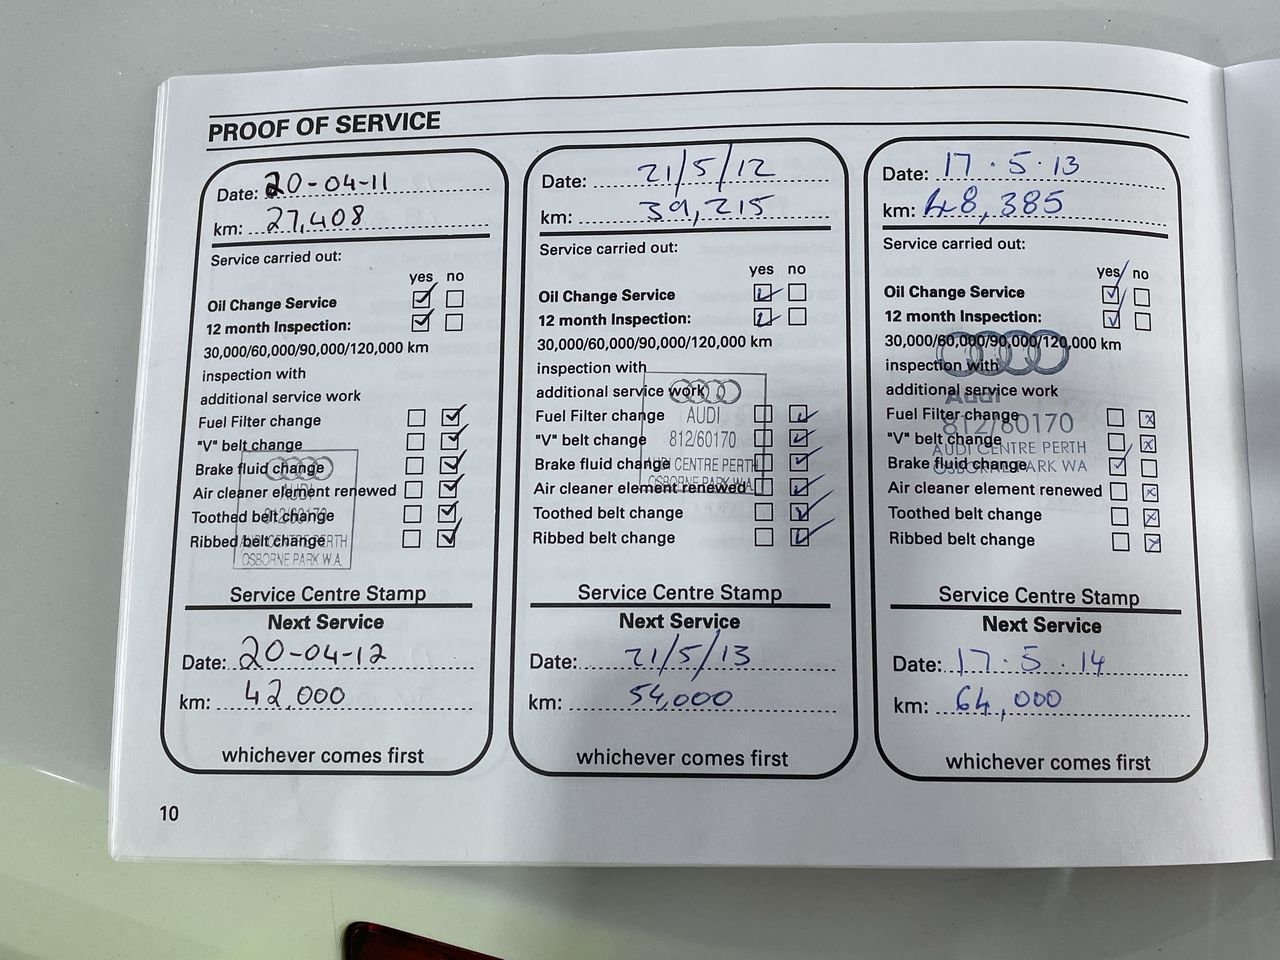 PROOF OF SERVICE
Date: 20-04-11
km: 27,408
Service carried out:
yes no
Oil Change Service
12 month Inspection:
30,000/60,000/90,000/120,000 km
inspection with
additional service work
Fuel Filter change
"V" belt change
Brake fluid change
Air cleaner element renewed
Toothed belt change
Ribbed belt change
AUDI
812/60170
AUDI CENTRE PERTH
OSBORNE PARK W.A.
Service Centre Stamp
Next Service
Date: 20-04-12
km: 42,000
whichever comes first
Date: 21/5/12
km: 39,215
Service carried out:
yes no
Oil Change Service
12 month Inspection:
30,000/60,000/90,000/120,000 km
inspection with
additional service work
Fuel Filter change
"V" belt change
Brake fluid change
Air cleaner element renewed
Toothed belt change
Ribbed belt change
AUDI
812/60170
AUDI CENTRE PERTH
OSBORNE PARK W.A.
Service Centre Stamp
Next Service
Date: 21/5/13
km: 54,000
whichever comes first
Date: 17.5.13
km: 48,385
Service carried out:
yes no
Oil Change Service
12 month Inspection:
30,000/60,000/90,000/120,000 km
inspection with
additional service work
Fuel Filter change
"V" belt change
Brake fluid change
Air cleaner element renewed
Toothed belt change
Ribbed belt change
Audi
812/60170
AUDI CENTRE PERTH
OSBORNE PARK WA
Service Centre Stamp
Next Service
Date: 17.5.14
km: 64,000
whichever comes first
10